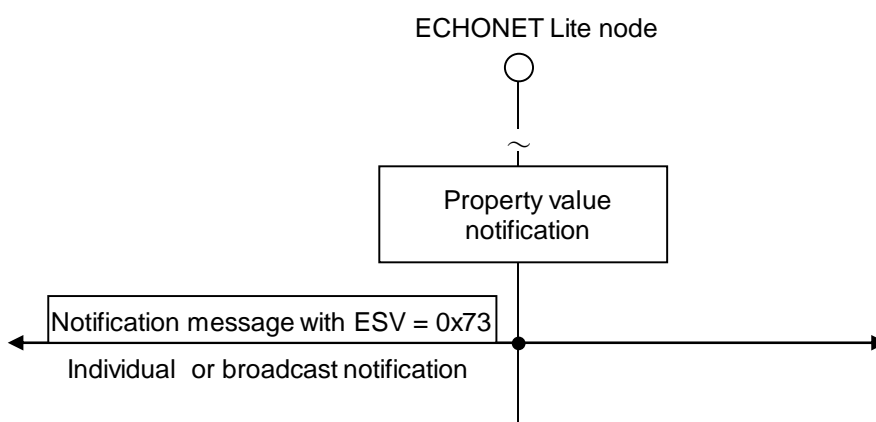 ECHONET Lite node
~
Property value
notification
Notification message with ESV = 0x73
Individual or broadcast notification